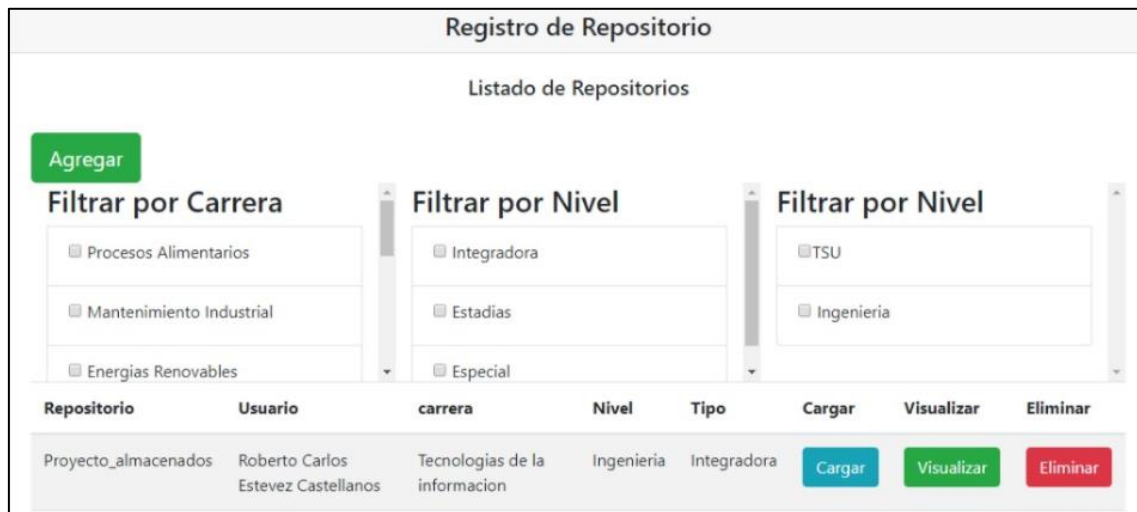 Registro de Repositorio
Listado de Repositorios
Agregar
Filtrar por Carrera
Procesos Alimentarios
Mantenimiento Industrial
Energias Renovables
Filtrar por Nivel
Integradora
Estadias
Especial
Filtrar por Nivel
TSU
Ingenieria
Repositorio Usuario carrera Nivel Tipo Cargar Visualizar Eliminar
Proyecto_almacenados Roberto Carlos Tecnologias de la Ingenieria Integradora Cargar Visualizar Eliminar
Estevez Castellanos informacion